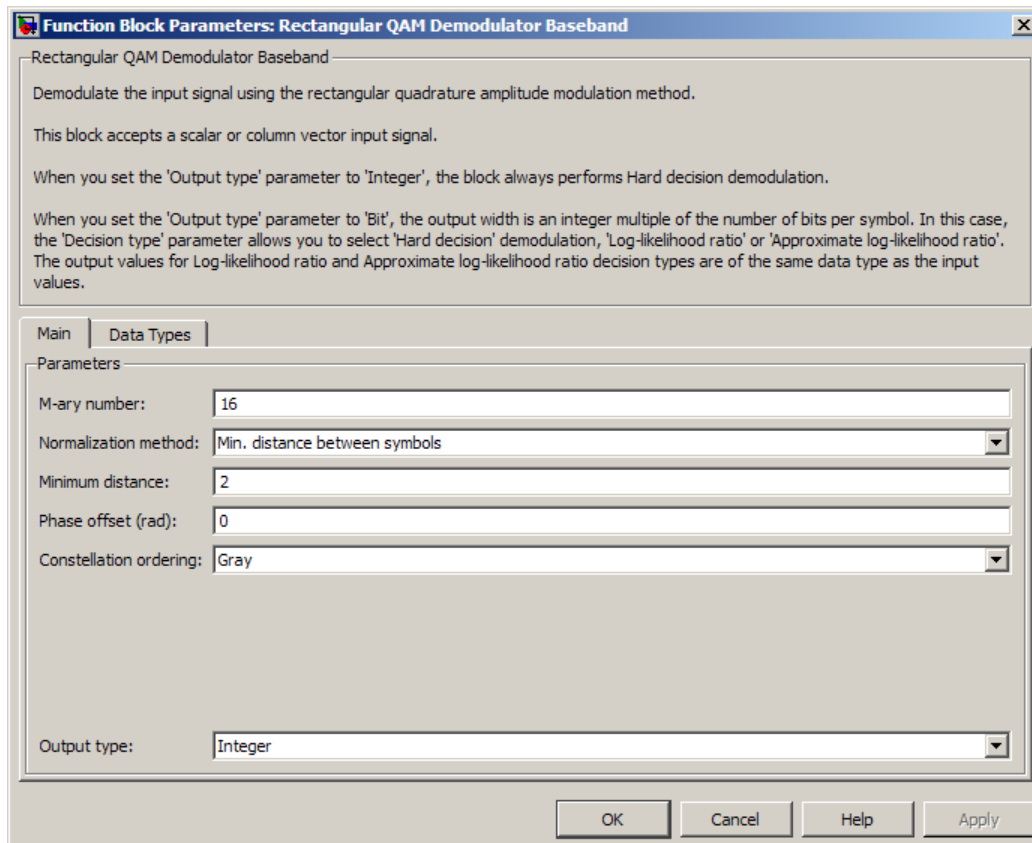 Function Block Parameters: Rectangular QAM Demodulator Baseband
Rectangular QAM Demodulator Baseband
Demodulate the input signal using the rectangular quadrature amplitude modulation method.
This block accepts a scalar or column vector input signal.
When you set the 'Output type' parameter to 'Integer', the block always performs Hard decision demodulation.
When you set the 'Output type' parameter to 'Bit', the output width is an integer multiple of the number of bits per symbol. In this case,
the 'Decision type' parameter allows you to select 'Hard decision' demodulation, 'Log-likelihood ratio' or 'Approximate log-likelihood ratio'.
The output values for Log-likelihood ratio and Approximate log-likelihood ratio decision types are of the same data type as the input
values.
Main Data Types
Parameters
M-ary number: 16
Normalization method: Min. distance between symbols
Minimum distance: 2
Phase offset (rad): 0
Constellation ordering: Gray
Output type: Integer
OK Cancel Help Apply